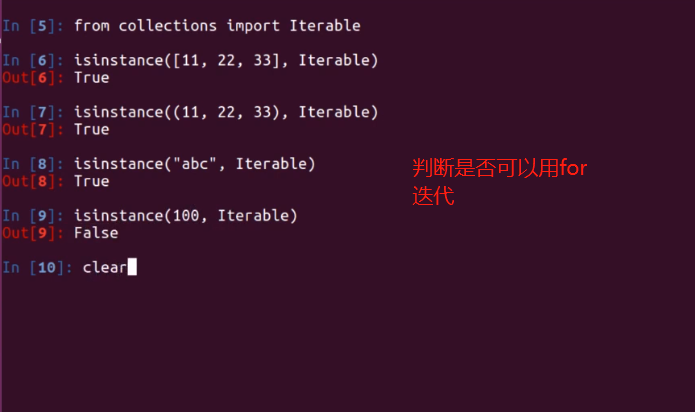 In [5]: from collections import Iterable
In [6]: isinstance([11, 22, 33], Iterable)
Out[6]: True
In [7]: isinstance((11, 22, 33), Iterable)
Out[7]: True
In [8]: isinstance("abc", Iterable)
Out[8]: True
In [9]: isinstance(100, Iterable)
Out[9]: False
In [10]: clear
判断是否可以用for
迭代